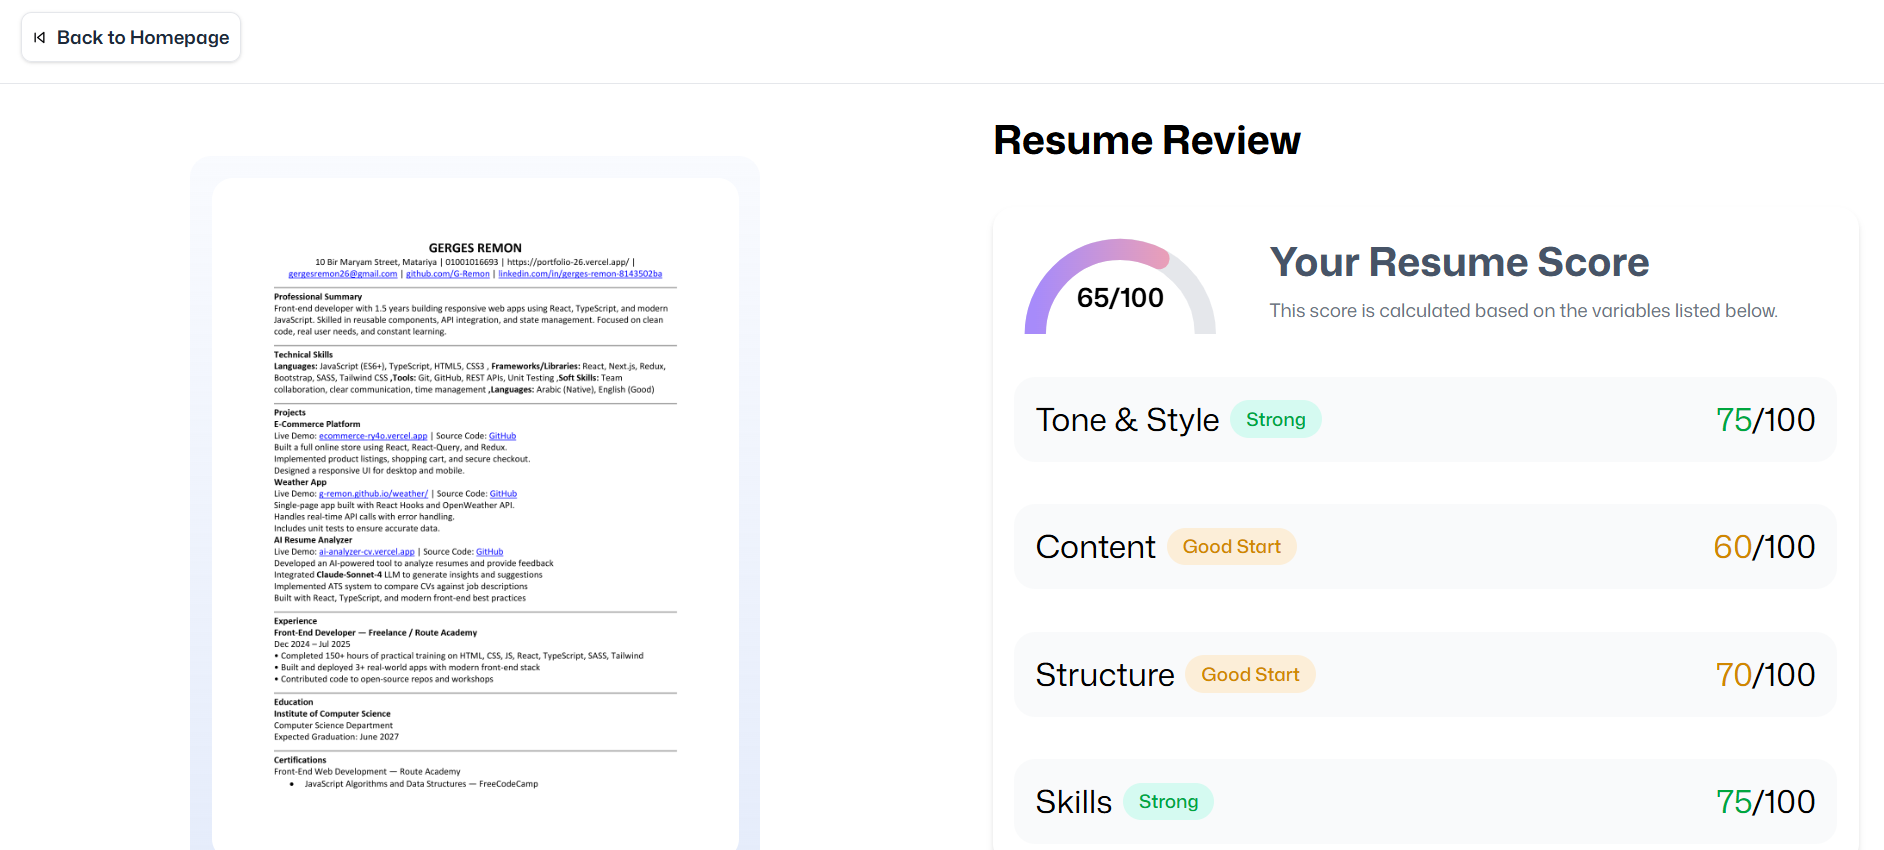 Back to Homepage
GERGES REMON
10 Bir Maryam Street, Matariya | 01001016693 | https://portfolio-26.vercel.app/ |
gergesremon26@gmail.com | github.com/G-Remon | linkedin.com/in/gerges-remon-8143502ba
Professional Summary
Front-end developer with 1.5 years building responsive web apps using React, TypeScript, and modern
JavaScript. Skilled in reusable components, API integration, and state management. Focused on clean
code, real user needs, and constant learning.
Technical Skills
Languages: JavaScript (ES6+), TypeScript, HTML5, CSS3 , Frameworks/Libraries: React, Next.js, Redux,
Bootstrap, SASS, Tailwind CSS ,Tools: Git, GitHub, REST APIs, Unit Testing ,Soft Skills: Team
collaboration, clear communication, time management ,Languages: Arabic (Native), English (Good)
Projects
E-Commerce Platform
Live Demo: ecommerce-ry4o.vercel.app | Source Code: GitHub
Built a full online store using React, React-Query, and Redux.
Implemented product listings, shopping cart, and secure checkout.
Designed a responsive UI for desktop and mobile.
Weather App
Live Demo: g-remon.github.io/weather/ | Source Code: GitHub
Single-page app built with React Hooks and OpenWeather API.
Handles real-time API calls with error handling.
Includes unit tests to ensure accurate data.
AI Resume Analyzer
Live Demo: ai-analyzer-cv.vercel.app | Source Code: GitHub
Developed an AI-powered tool to analyze resumes and provide feedback
Integrated Claude-Sonnet-4 LLM to generate insights and suggestions
Implemented ATS system to compare CVs against job descriptions
Built with React, TypeScript, and modern front-end best practices
Experience
Front-End Developer — Freelance / Route Academy
Dec 2024 – Jul 2025
• Completed 150+ hours of practical training on HTML, CSS, JS, React, TypeScript, SASS, Tailwind
• Built and deployed 3+ real-world apps with modern front-end stack
• Contributed code to open-source repos and workshops
Education
Institute of Computer Science
Computer Science Department
Expected Graduation: June 2027
Certifications
Front-End Web Development — Route Academy
• JavaScript Algorithms and Data Structures — FreeCodeCamp
Resume Review
65/100
Your Resume Score
This score is calculated based on the variables listed below.
Tone & Style Strong 75/100
Content Good Start 60/100
Structure Good Start 70/100
Skills Strong 75/100